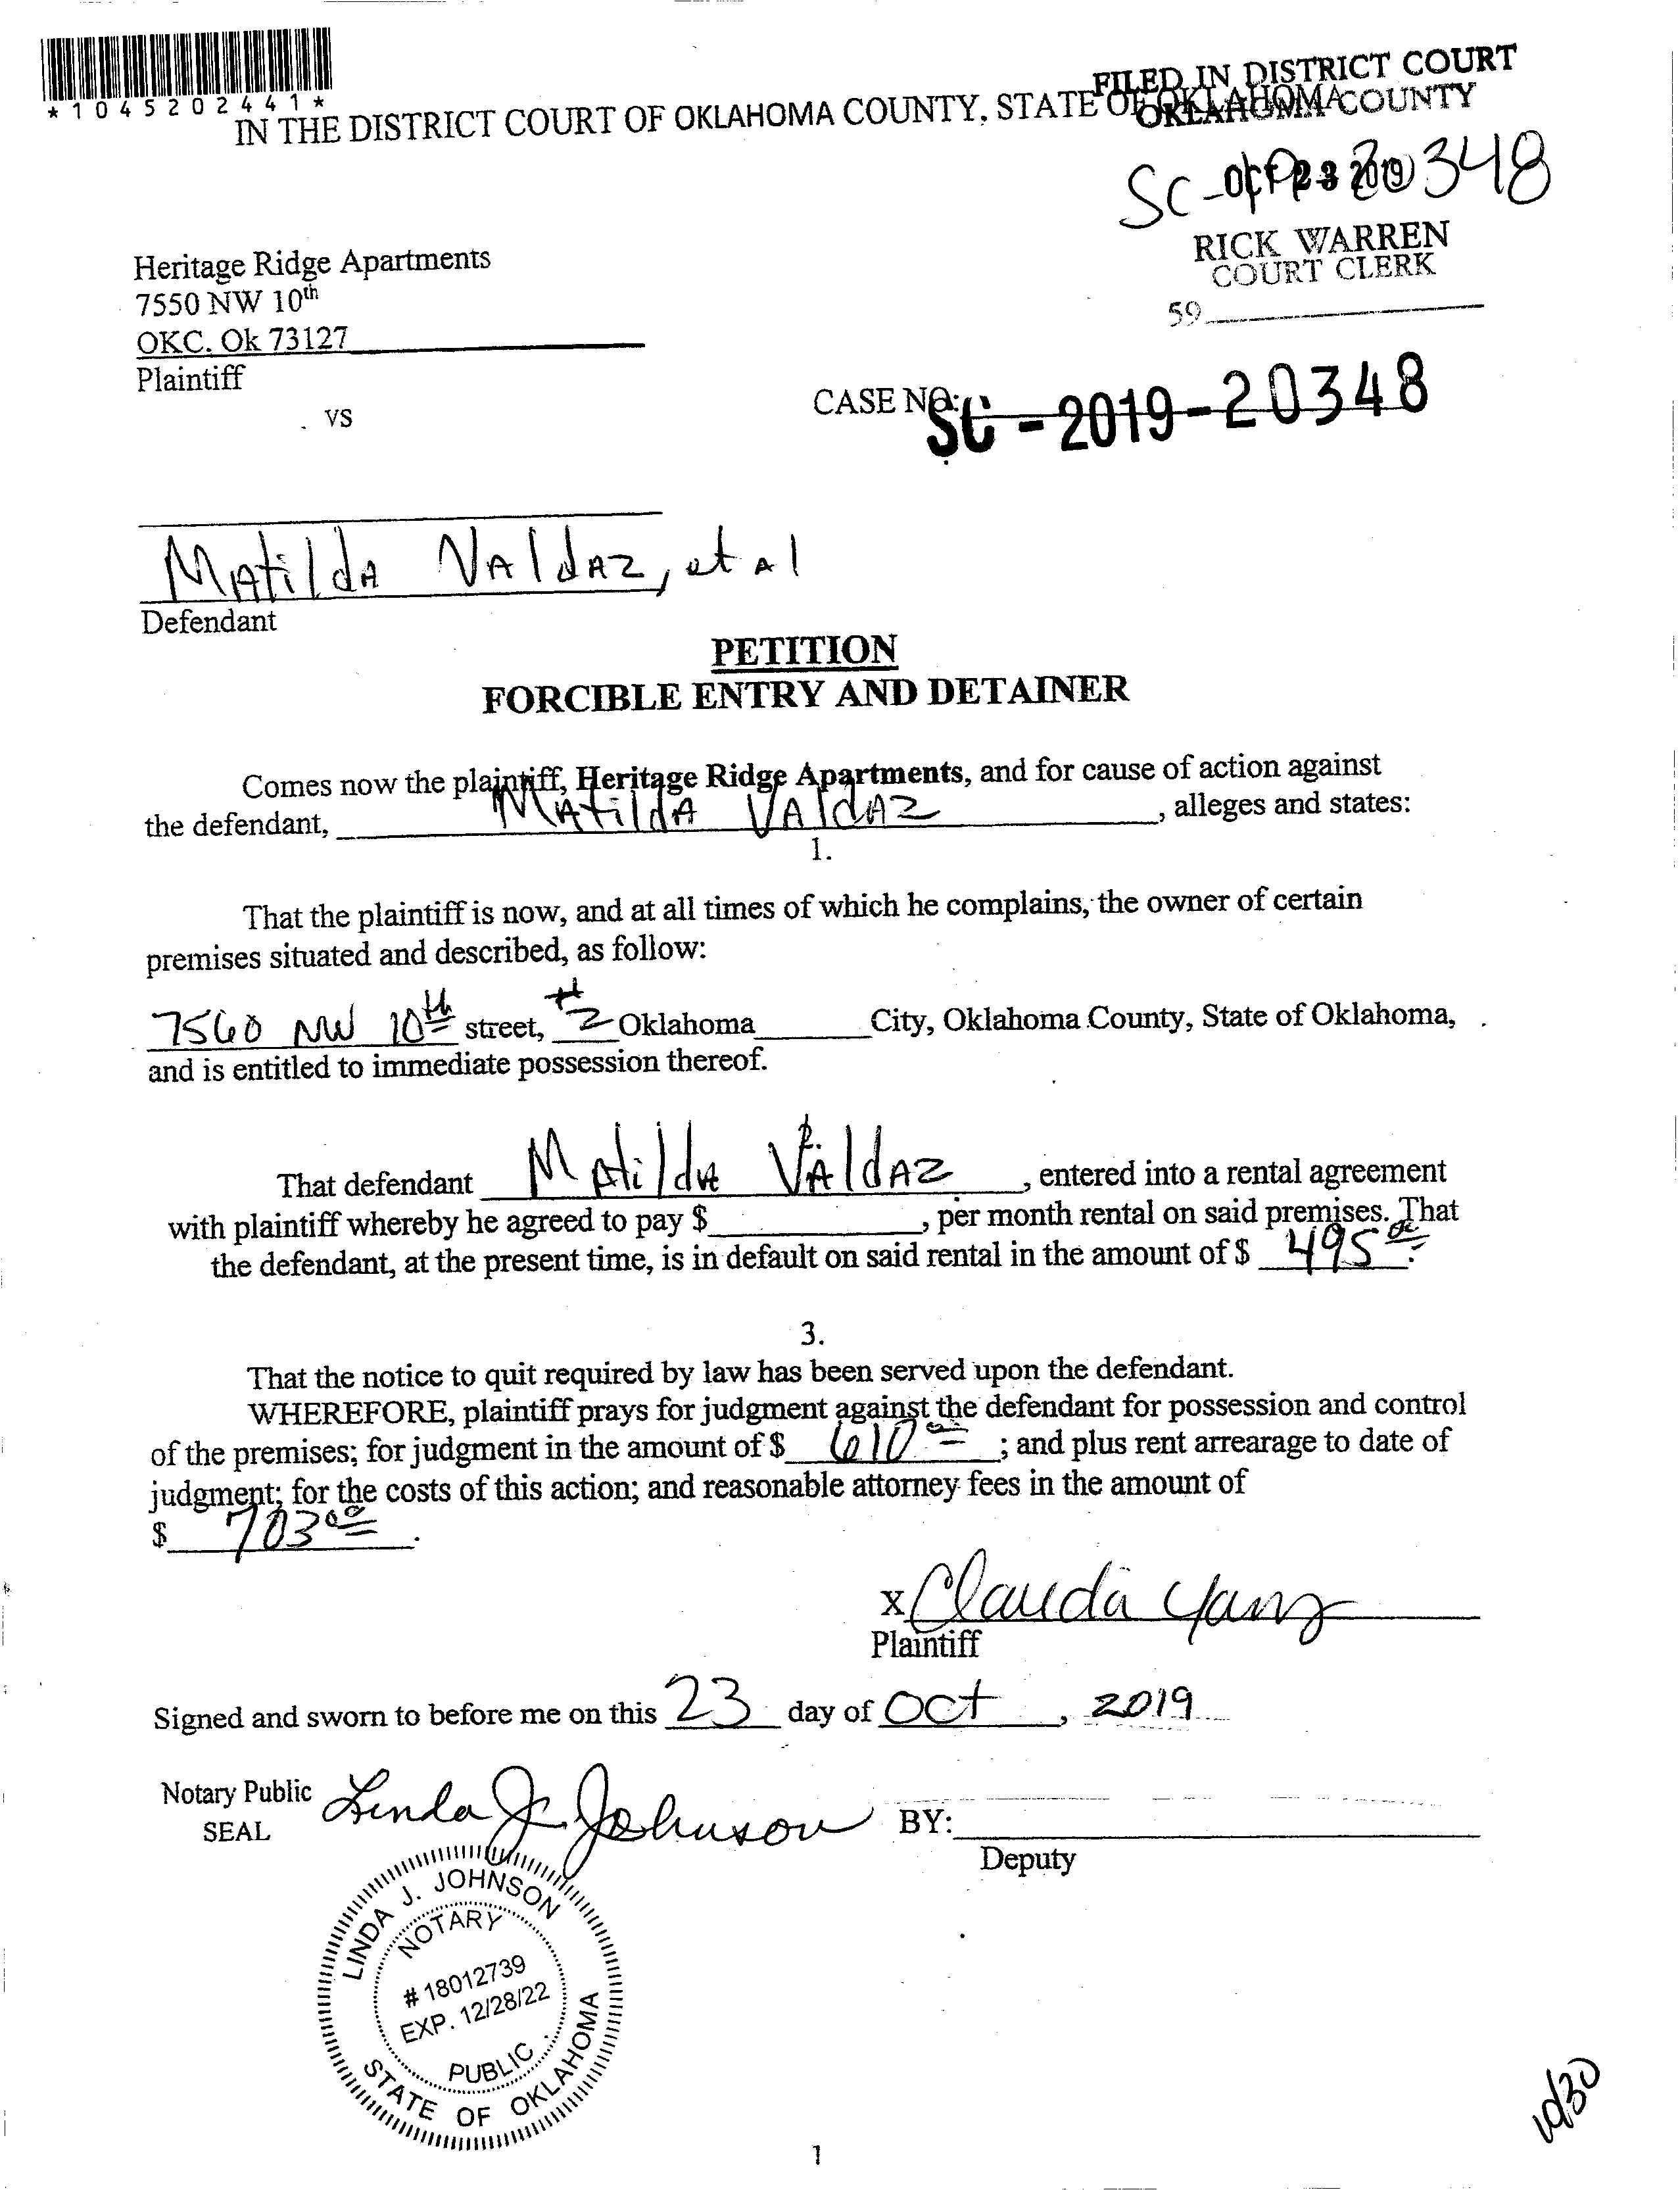 *1045202441*
IN THE DISTRICT COURT OF OKLAHOMA COUNTY, STATE OF OKLAHOMA
FILED IN DISTRICT COURT
OKLAHOMA COUNTY
OCT 23 2019
SC-19-20348
RICK WARREN
COURT CLERK
59
Heritage Ridge Apartments
7550 NW 10th
OKC. Ok 73127
Plaintiff
vs
CASE NO: SC - 2019-20348
Matilda Valdaz, et al
Defendant
PETITION
FORCIBLE ENTRY AND DETAINER
Comes now the plaintiff, Heritage Ridge Apartments, and for cause of action against
the defendant, Matilda Valdaz, alleges and states:
1.
That the plaintiff is now, and at all times of which he complains, the owner of certain
premises situated and described, as follow:
7560 NW 10th street, #2 Oklahoma City, Oklahoma County, State of Oklahoma,
and is entitled to immediate possession thereof.
2.
That defendant Matilda Valdaz, entered into a rental agreement
with plaintiff whereby he agreed to pay $ , per month rental on said premises. That
the defendant, at the present time, is in default on said rental in the amount of $ 495 00.
3.
That the notice to quit required by law has been served upon the defendant.
WHEREFORE, plaintiff prays for judgment against the defendant for possession and control
of the premises; for judgment in the amount of $ 610 00; and plus rent arrearage to date of
judgment; for the costs of this action; and reasonable attorney fees in the amount of
$ 703 00.
x Claudia Yanz
Plaintiff
Signed and sworn to before me on this 23 day of Oct, 2019
Notary Public Linda J. Johnson BY:
SEAL
Deputy
LINDA J. JOHNSON
NOTARY
# 18012739
EXP. 12/28/22
PUBLIC
STATE OF OKLAHOMA
10/30
1